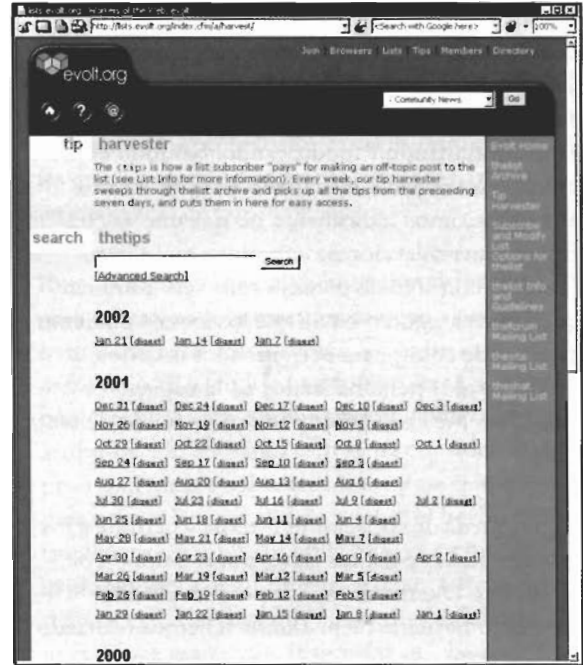 lists.evolt.org - Workers of the Web, evolt
http://lists.evolt.org/index.cfm/a/harvest/
<Search with Google here>
100%
Join Browsers Lists Tips Members Directory
evolt.org
?
@
- Community News
Go
tip harvester
The <tip> is how a list subscriber "pays" for making an off-topic post to the
list (see List Info for more information). Every week, our tip harvester
sweeps through thelist archive and picks up all the tips from the preceeding
seven days, and puts them in here for easy access.
search thetips
Search
[Advanced Search]
2002
Jan 21 [digest] Jan 14 [digest] Jan 7 [digest]
2001
Dec 31 [digest] Dec 24 [digest] Dec 17 [digest] Dec 10 [digest] Dec 3 [digest]
Nov 26 [digest] Nov 19 [digest] Nov 12 [digest] Nov 5 [digest]
Oct 29 [digest] Oct 22 [digest] Oct 15 [digest] Oct 8 [digest] Oct 1 [digest]
Sep 24 [digest] Sep 17 [digest] Sep 10 [digest] Sep 3 [digest]
Aug 27 [digest] Aug 20 [digest] Aug 13 [digest] Aug 6 [digest]
Jul 30 [digest] Jul 23 [digest] Jul 16 [digest] Jul 9 [digest] Jul 2 [digest]
Jun 25 [digest] Jun 18 [digest] Jun 11 [digest] Jun 4 [digest]
May 28 [digest] May 21 [digest] May 14 [digest] May 7 [digest]
Apr 30 [digest] Apr 23 [digest] Apr 16 [digest] Apr 9 [digest] Apr 2 [digest]
Mar 26 [digest] Mar 19 [digest] Mar 12 [digest] Mar 5 [digest]
Feb 26 [digest] Feb 19 [digest] Feb 12 [digest] Feb 5 [digest]
Jan 29 [digest] Jan 22 [digest] Jan 15 [digest] Jan 8 [digest] Jan 1 [digest]
2000
Evolt Home
thelist
Archive
Tip
Harvester
Subscribe
and Modify
List
Options for
thelist
thelist Info
and
Guidelines
theforum
Mailing List
thesite
Mailing List
thechat
Mailing List